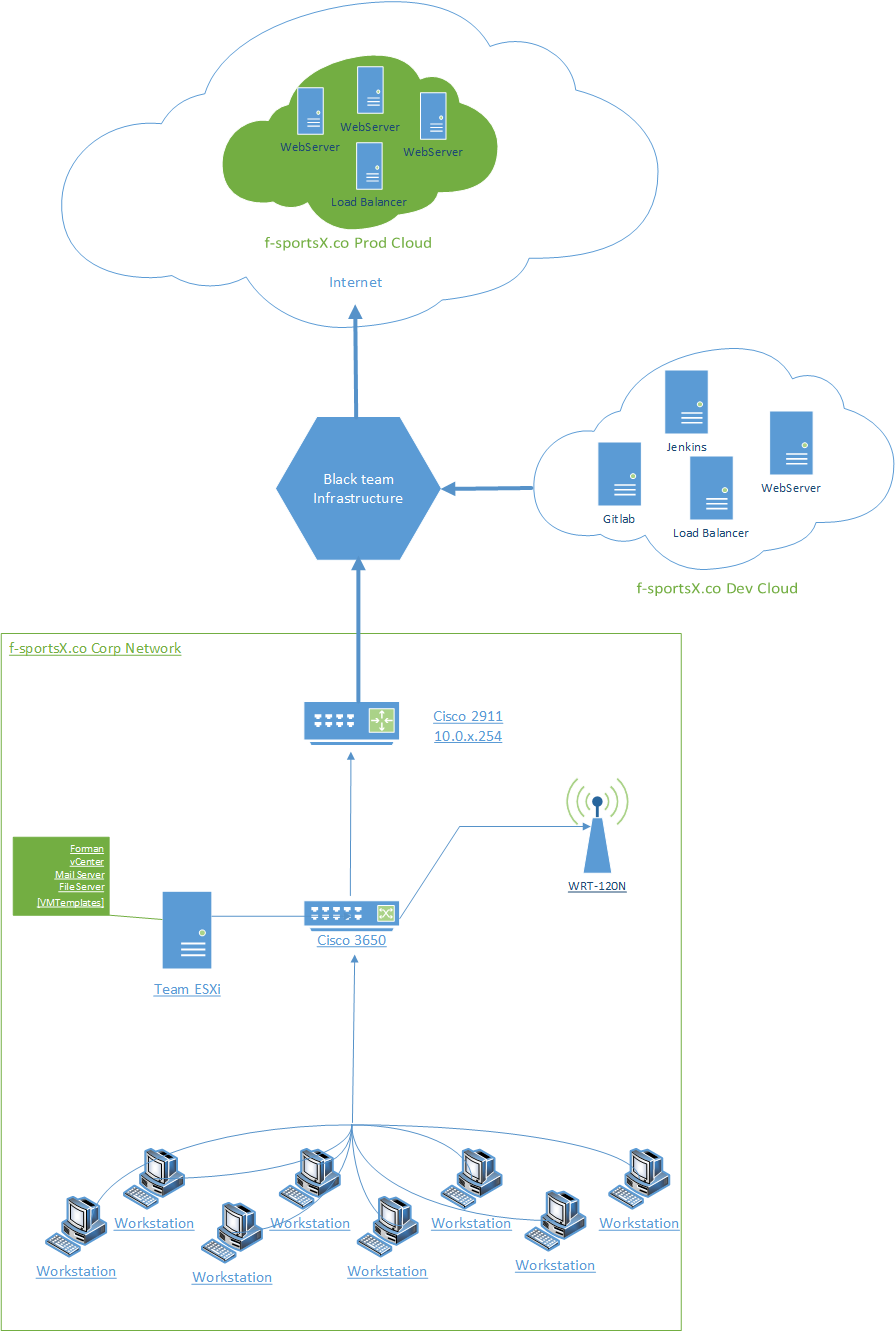 WebServer
WebServer
WebServer
Load Balancer
f-sportsX.co Prod Cloud
Internet
Black team
Infrastructure
Jenkins
WebServer
Gitlab
Load Balancer
f-sportsX.co Dev Cloud
f-sportsX.co Corp Network
Cisco 2911
10.0.x.254
Forman
vCenter
Mail Server
File Server
[VMTemplates]
WRT-120N
Cisco 3650
Team ESXi
Workstation
Workstation
Workstation
Workstation
Workstation
Workstation
Workstation
Workstation